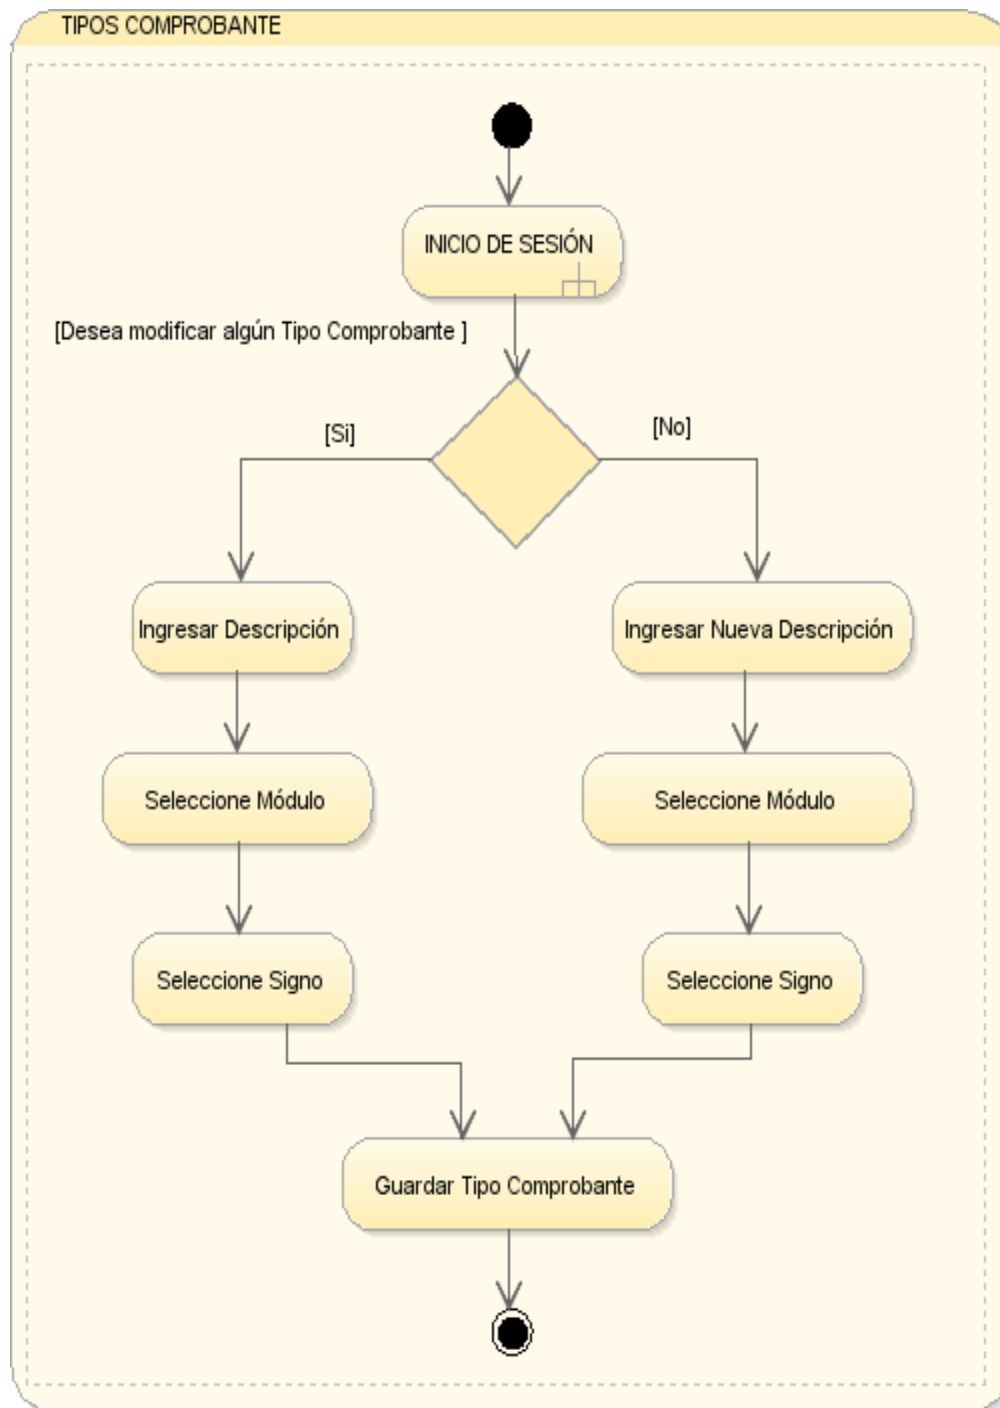 TIPOS COMPROBANTE
INICIO DE SESIÓN
[Desea modificar algún Tipo Comprobante ]
[Si]
[No]
Ingresar Descripción
Ingresar Nueva Descripción
Seleccione Módulo
Seleccione Módulo
Seleccione Signo
Seleccione Signo
Guardar Tipo Comprobante